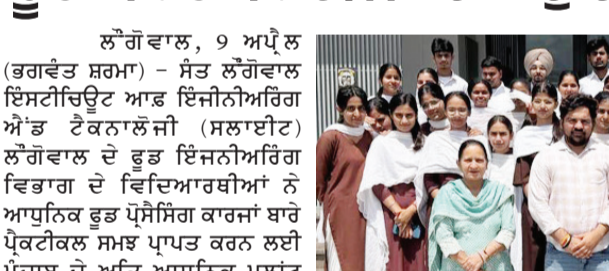 ਲੌਂਗੋਵਾਲ, 9 ਅਪ੍ਰੈਲ
(ਭਗਵੰਤ ਸ਼ਰਮਾ) – ਸੰਤ ਲੌਂਗੋਵਾਲ
ਇੰਸਟੀਚਿਊਟ ਆਫ਼ ਇੰਜੀਨੀਅਰਿੰਗ
ਐਂਡ ਟੈਕਨਾਲੋਜੀ (ਸਲਾਈਟ)
ਲੌਂਗੋਵਾਲ ਦੇ ਫੂਡ ਇੰਜਨੀਅਰਿੰਗ
ਵਿਭਾਗ ਦੇ ਵਿਦਿਆਰਥੀਆਂ ਨੇ
ਆਧੁਨਿਕ ਫੂਡ ਪ੍ਰੋਸੈਸਿੰਗ ਕਾਰਜਾਂ ਬਾਰੇ
ਪ੍ਰੈਕਟੀਕਲ ਸਮਝ ਪ੍ਰਾਪਤ ਕਰਨ ਲਈ